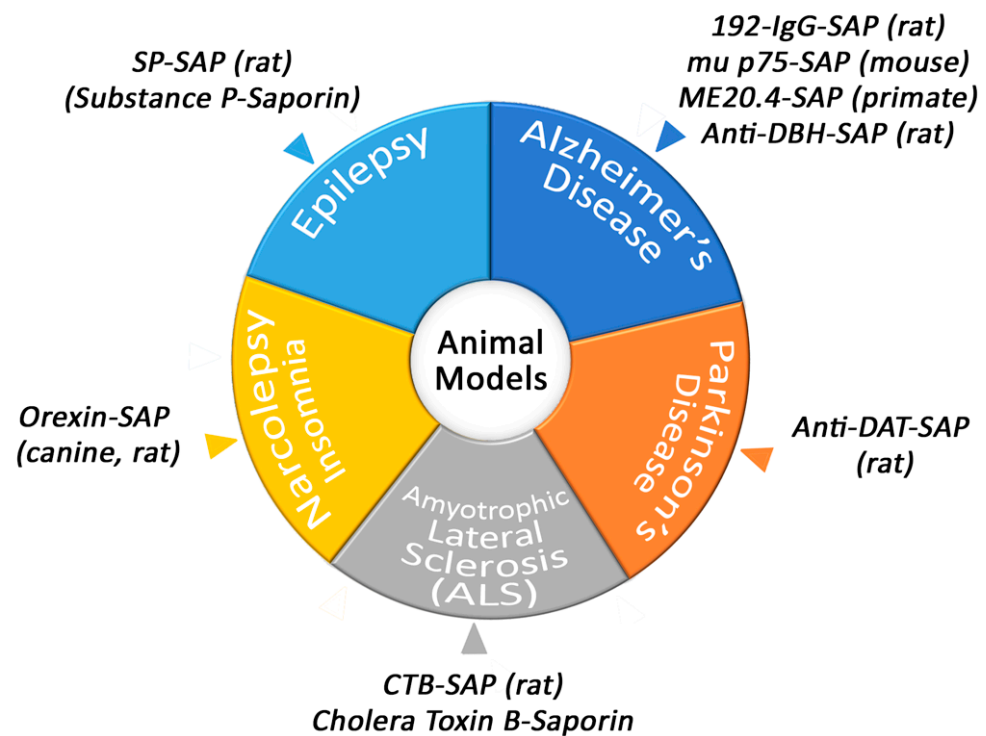 SP-SAP (rat)
(Substance P-Saporin)
192-IgG-SAP (rat)
mu p75-SAP (mouse)
ME20.4-SAP (primate)
Anti-DBH-SAP (rat)
Epilepsy
Alzheimer's
Disease
Animal
Models
Narcolepsy
Insomnia
Parkinson's
Disease
Orexin-SAP
(canine, rat)
Anti-DAT-SAP
(rat)
Amyotrophic
Lateral
Sclerosis
(ALS)
CTB-SAP (rat)
Cholera Toxin B-Saporin